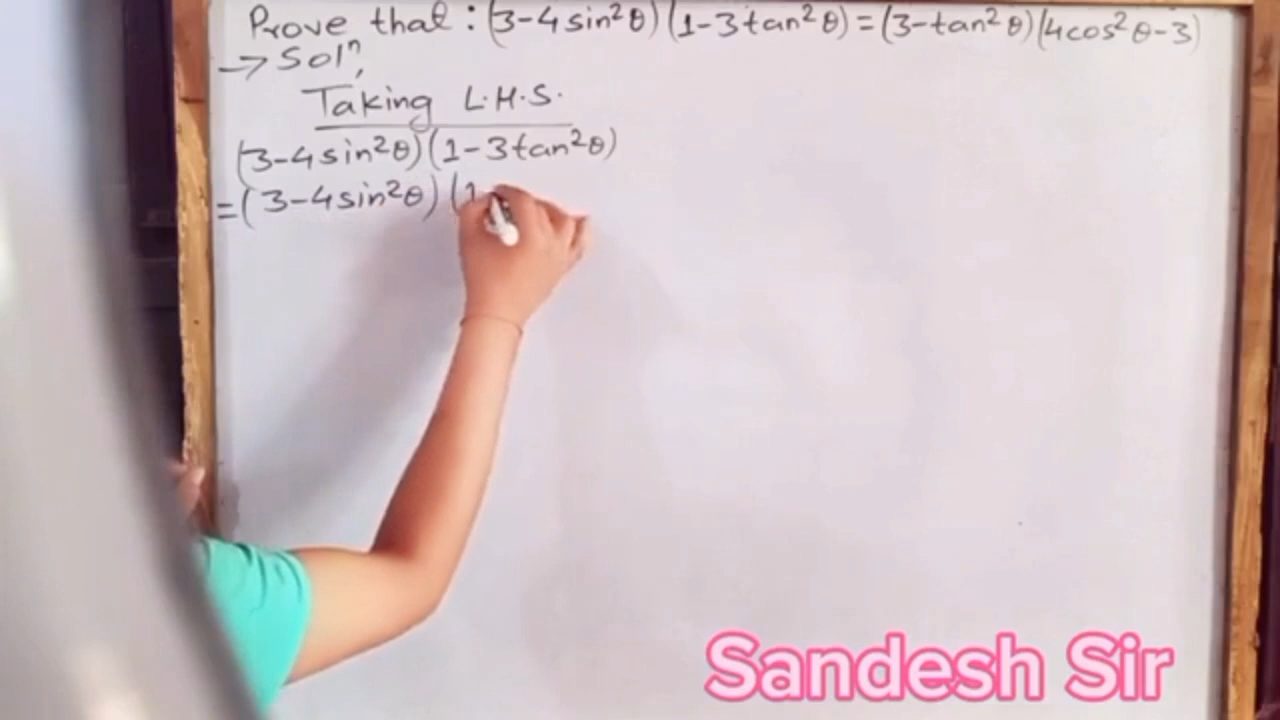 Prove that : (3-4sin²θ)(1-3tan²θ) = (3-tan²θ)(4cos²θ-3)
→ Solⁿ,
Taking L.H.S.
(3-4sin²θ)(1-3tan²θ)
=(3-4sin²θ)(1
Sandesh Sir